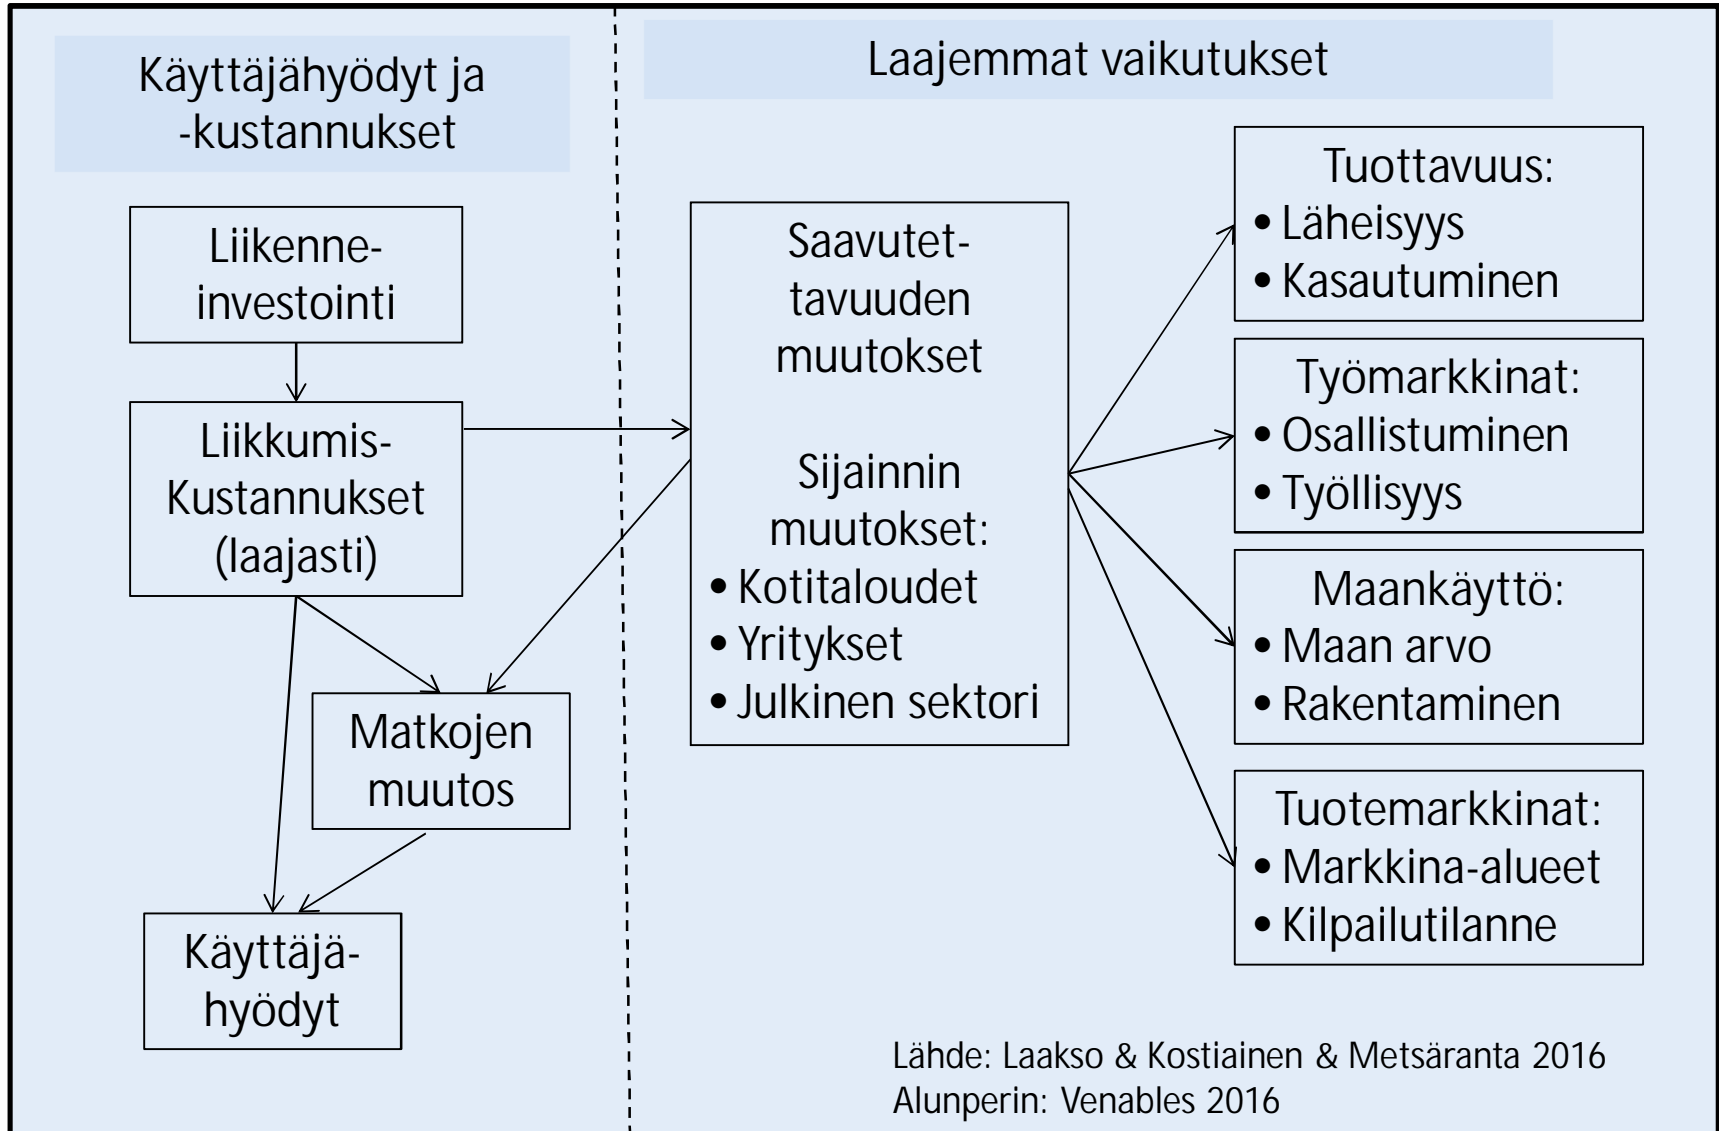 Käyttäjähyödyt ja
-kustannukset
Liikenne-
investointi
Liikkumis-
Kustannukset
(laajasti)
Matkojen
muutos
Käyttäjä-
hyödyt
Laajemmat vaikutukset
Saavutet-
tavuuden
muutokset
Sijainnin
muutokset:
• Kotitaloudet
• Yritykset
• Julkinen sektori
Tuottavuus:
• Läheisyys
• Kasautuminen
Työmarkkinat:
• Osallistuminen
• Työllisyys
Maankäyttö:
• Maan arvo
• Rakentaminen
Tuotemarkkinat:
• Markkina-alueet
• Kilpailutilanne
Lähde: Laakso & Kostiainen & Metsäranta 2016
Alunperin: Venables 2016